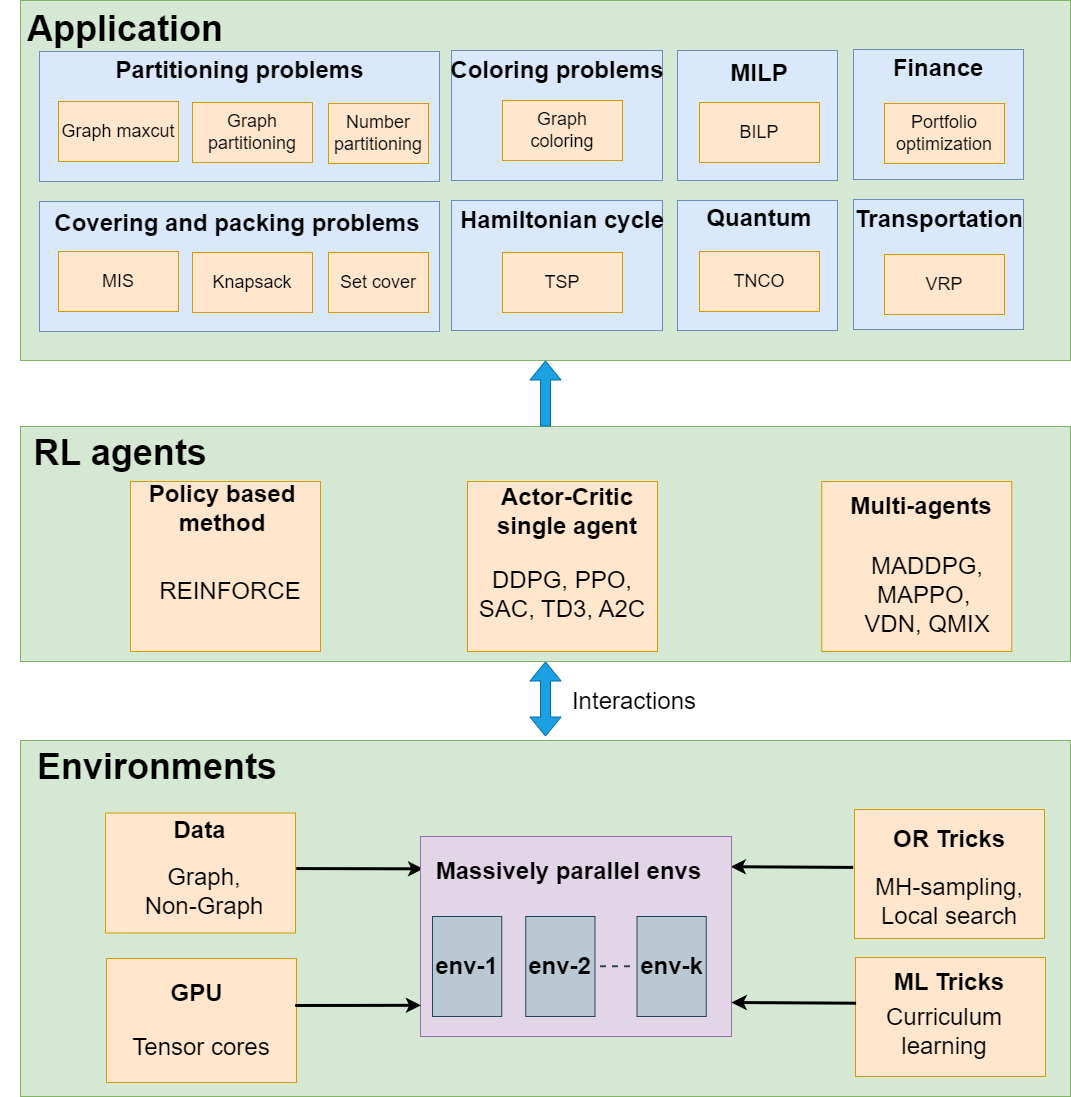 Application
Partitioning problems
Graph maxcut
Graph
partitioning
Number
partitioning
Coloring problems
Graph
coloring
MILP
BILP
Finance
Portfolio
optimization
Covering and packing problems
MIS
Knapsack
Set cover
Hamiltonian cycle
TSP
Quantum
TNCO
Transportation
VRP
RL agents
Policy based
method
REINFORCE
Actor-Critic
single agent
DDPG, PPO,
SAC, TD3, A2C
Multi-agents
MADDPG,
MAPPO,
VDN, QMIX
Interactions
Environments
Data
Graph,
Non-Graph
GPU
Tensor cores
Massively parallel envs
env-1
env-2
env-k
OR Tricks
MH-sampling,
Local search
ML Tricks
Curriculum
learning